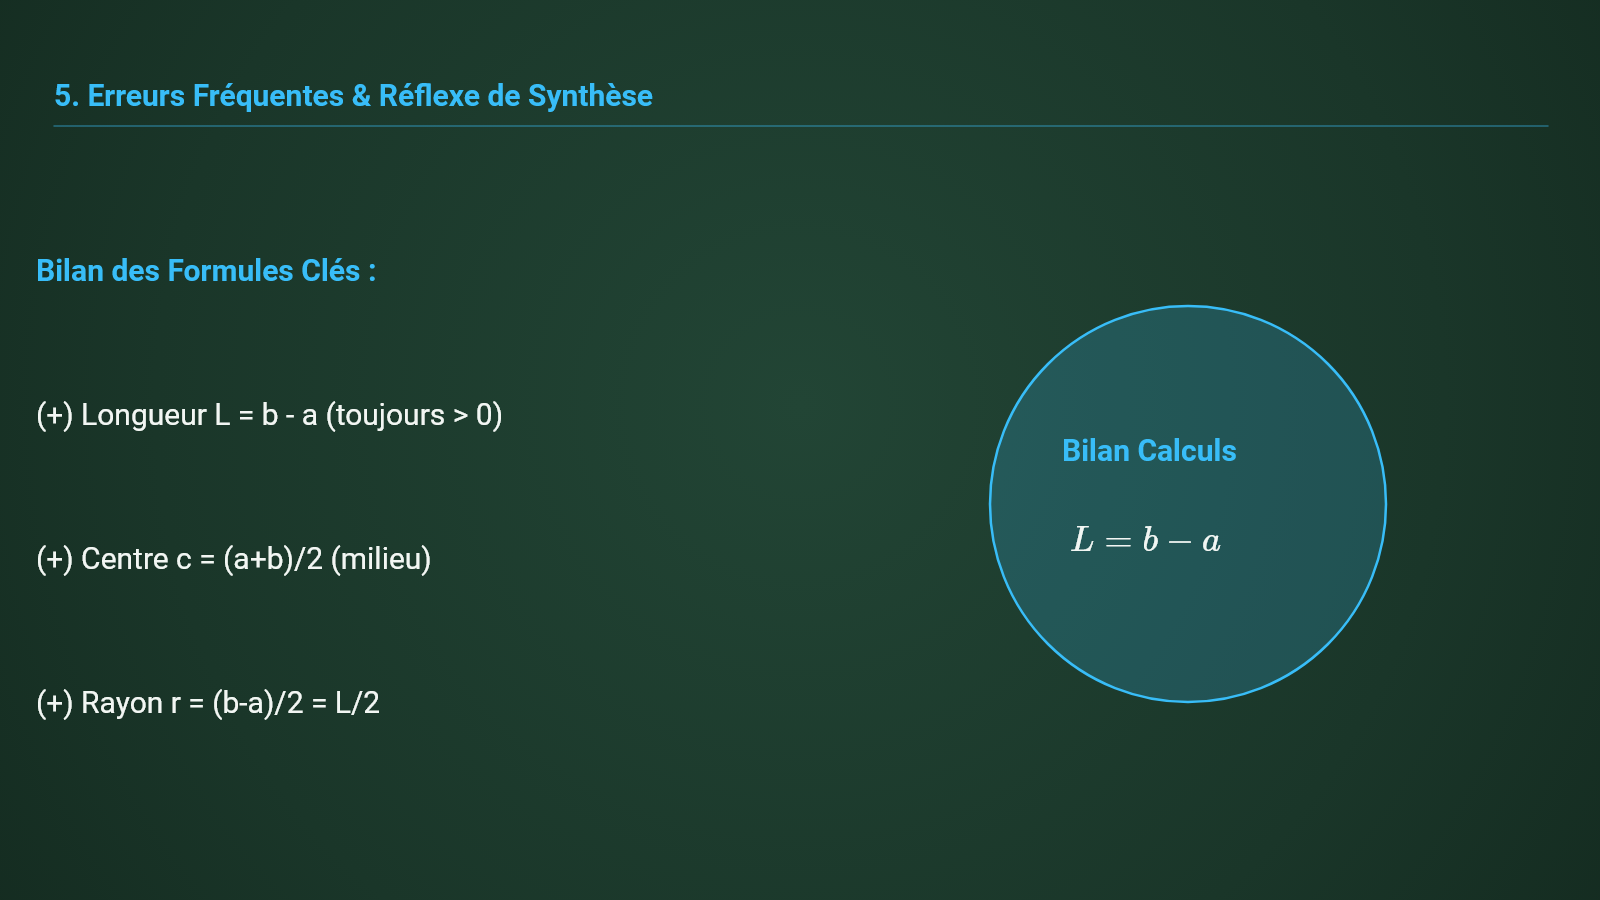 5. Erreurs Fréquentes & Réflexe de Synthèse
Bilan des Formules Clés :
(+) Longueur L = b - a (toujours > 0)
(+) Centre c = (a+b)/2 (milieu)
(+) Rayon r = (b-a)/2 = L/2
Bilan Calculs
L = b − a